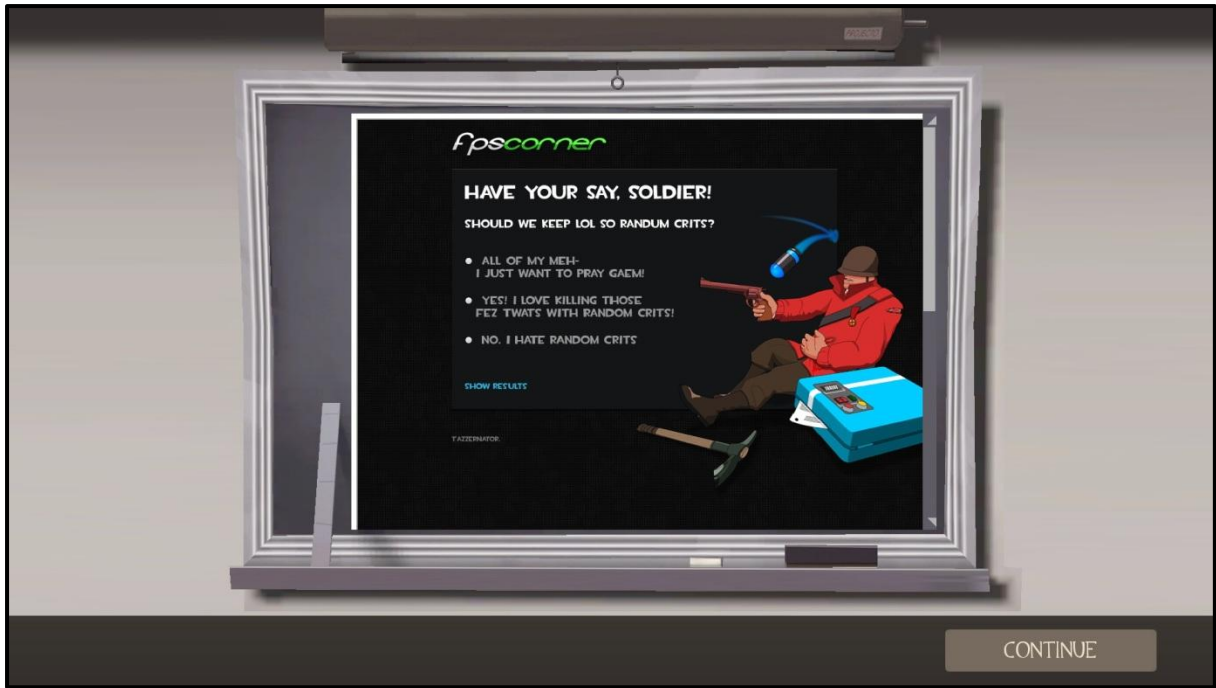 fpscorner
HAVE YOUR SAY, SOLDIER!
SHOULD WE KEEP LOL SO RANDUM CRITS?
ALL OF MY MEH-
I JUST WANT TO PRAY GAEM!
YES! I LOVE KILLING THOSE
FEZ TWATS WITH RANDOM CRITS!
NO. I HATE RANDOM CRITS
SHOW RESULTS
TAZZERNATOR
CONTINUE